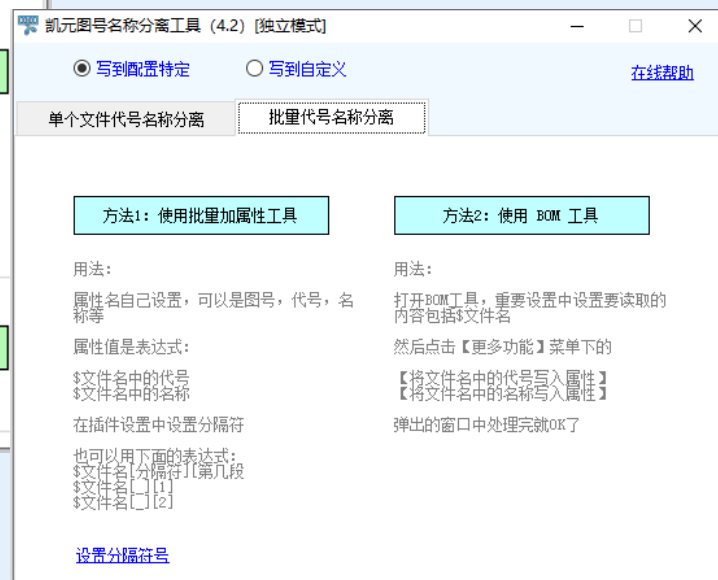 凯元图号名称分离工具（4.2）[独立模式]
写到配置特定
写到自定义
在线帮助
单个文件代号名称分离
批量代号名称分离
方法1：使用批量加属性工具
用法：
属性名自己设置，可以是图号，代号，名
称等
属性值是表达式：
$文件名中的代号
$文件名中的名称
在插件设置中设置分隔符
也可以用下面的表达式：
$文件名[分隔符][第几段
$文件名[_][1]
$文件名[_][2]
设置分隔符号
方法2：使用 BOM 工具
用法：
打开BOM工具，重要设置中设置要读取的
内容包括$文件名
然后点击【更多功能】菜单下的
【将文件名中的代号写入属性】
【将文件名中的名称写入属性】
弹出的窗口中处理完就OK了